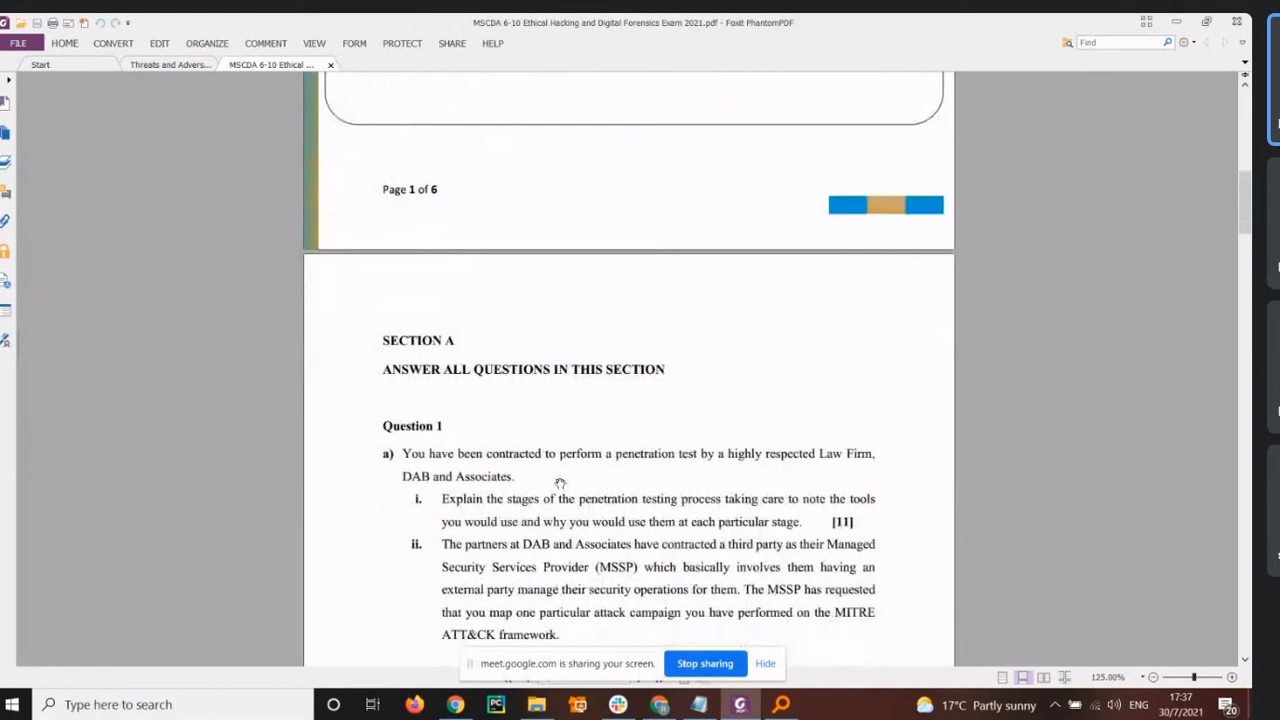 MSCDA 6-10 Ethical Hacking and Digital Forensics Exam 2021.pdf - Foxit PhantomPDF
FILE HOME CONVERT EDIT ORGANIZE COMMENT VIEW FORM PROTECT SHARE HELP
Find
Start Threats and Advers... MSCDA 6-10 Ethical ...
Page 1 of 6
SECTION A
ANSWER ALL QUESTIONS IN THIS SECTION
Question 1
a) You have been contracted to perform a penetration test by a highly respected Law Firm,
DAB and Associates.
i. Explain the stages of the penetration testing process taking care to note the tools
you would use and why you would use them at each particular stage. [11]
ii. The partners at DAB and Associates have contracted a third party as their Managed
Security Services Provider (MSSP) which basically involves them having an
external party manage their security operations for them. The MSSP has requested
that you map one particular attack campaign you have performed on the MITRE
ATT&CK framework.
meet.google.com is sharing your screen. Stop sharing Hide
125.00%
Type here to search
PC
17°C Partly sunny
ENG
17:37
30/7/2021
20